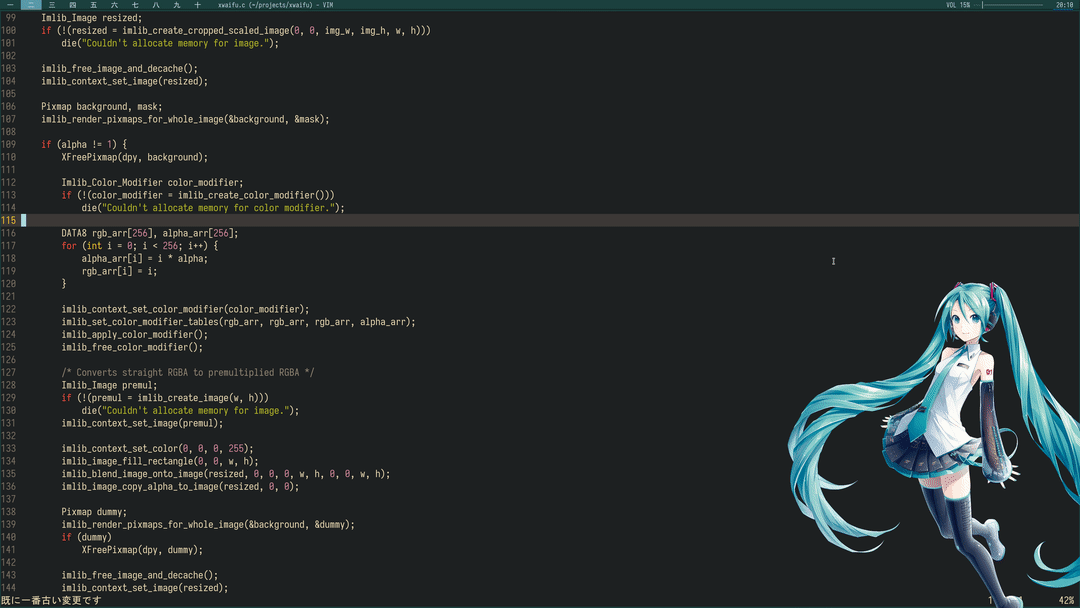 一 二 三 四 五 六 七 八 九 十 xwaifu.c (~/projects/xwaifu) - VIM VOL 15% 20:10
99 Imlib_Image resized;
100 if (!(resized = imlib_create_cropped_scaled_image(0, 0, img_w, img_h, w, h)))
101 die("Couldn't allocate memory for image.");
102
103 imlib_free_image_and_decache();
104 imlib_context_set_image(resized);
105
106 Pixmap background, mask;
107 imlib_render_pixmaps_for_whole_image(&background, &mask);
108
109 if (alpha != 1) {
110 XFreePixmap(dpy, background);
111
112 Imlib_Color_Modifier color_modifier;
113 if (!(color_modifier = imlib_create_color_modifier()))
114 die("Couldn't allocate memory for color modifier.");
115
116 DATA8 rgb_arr[256], alpha_arr[256];
117 for (int i = 0; i < 256; i++) {
118 alpha_arr[i] = i * alpha;
119 rgb_arr[i] = i;
120 }
121
122 imlib_context_set_color_modifier(color_modifier);
123 imlib_set_color_modifier_tables(rgb_arr, rgb_arr, rgb_arr, alpha_arr);
124 imlib_apply_color_modifier();
125 imlib_free_color_modifier();
126
127 /* Converts straight RGBA to premultiplied RGBA */
128 Imlib_Image premul;
129 if (!(premul = imlib_create_image(w, h)))
130 die("Couldn't allocate memory for image.");
131 imlib_context_set_image(premul);
132
133 imlib_context_set_color(0, 0, 0, 255);
134 imlib_image_fill_rectangle(0, 0, w, h);
135 imlib_blend_image_onto_image(resized, 0, 0, 0, w, h, 0, 0, w, h);
136 imlib_image_copy_alpha_to_image(resized, 0, 0);
137
138 Pixmap dummy;
139 imlib_render_pixmaps_for_whole_image(&background, &dummy);
140 if (dummy)
141 XFreePixmap(dpy, dummy);
142
143 imlib_free_image_and_decache();
144 imlib_context_set_image(resized);
既に一番古い変更です 42%
01